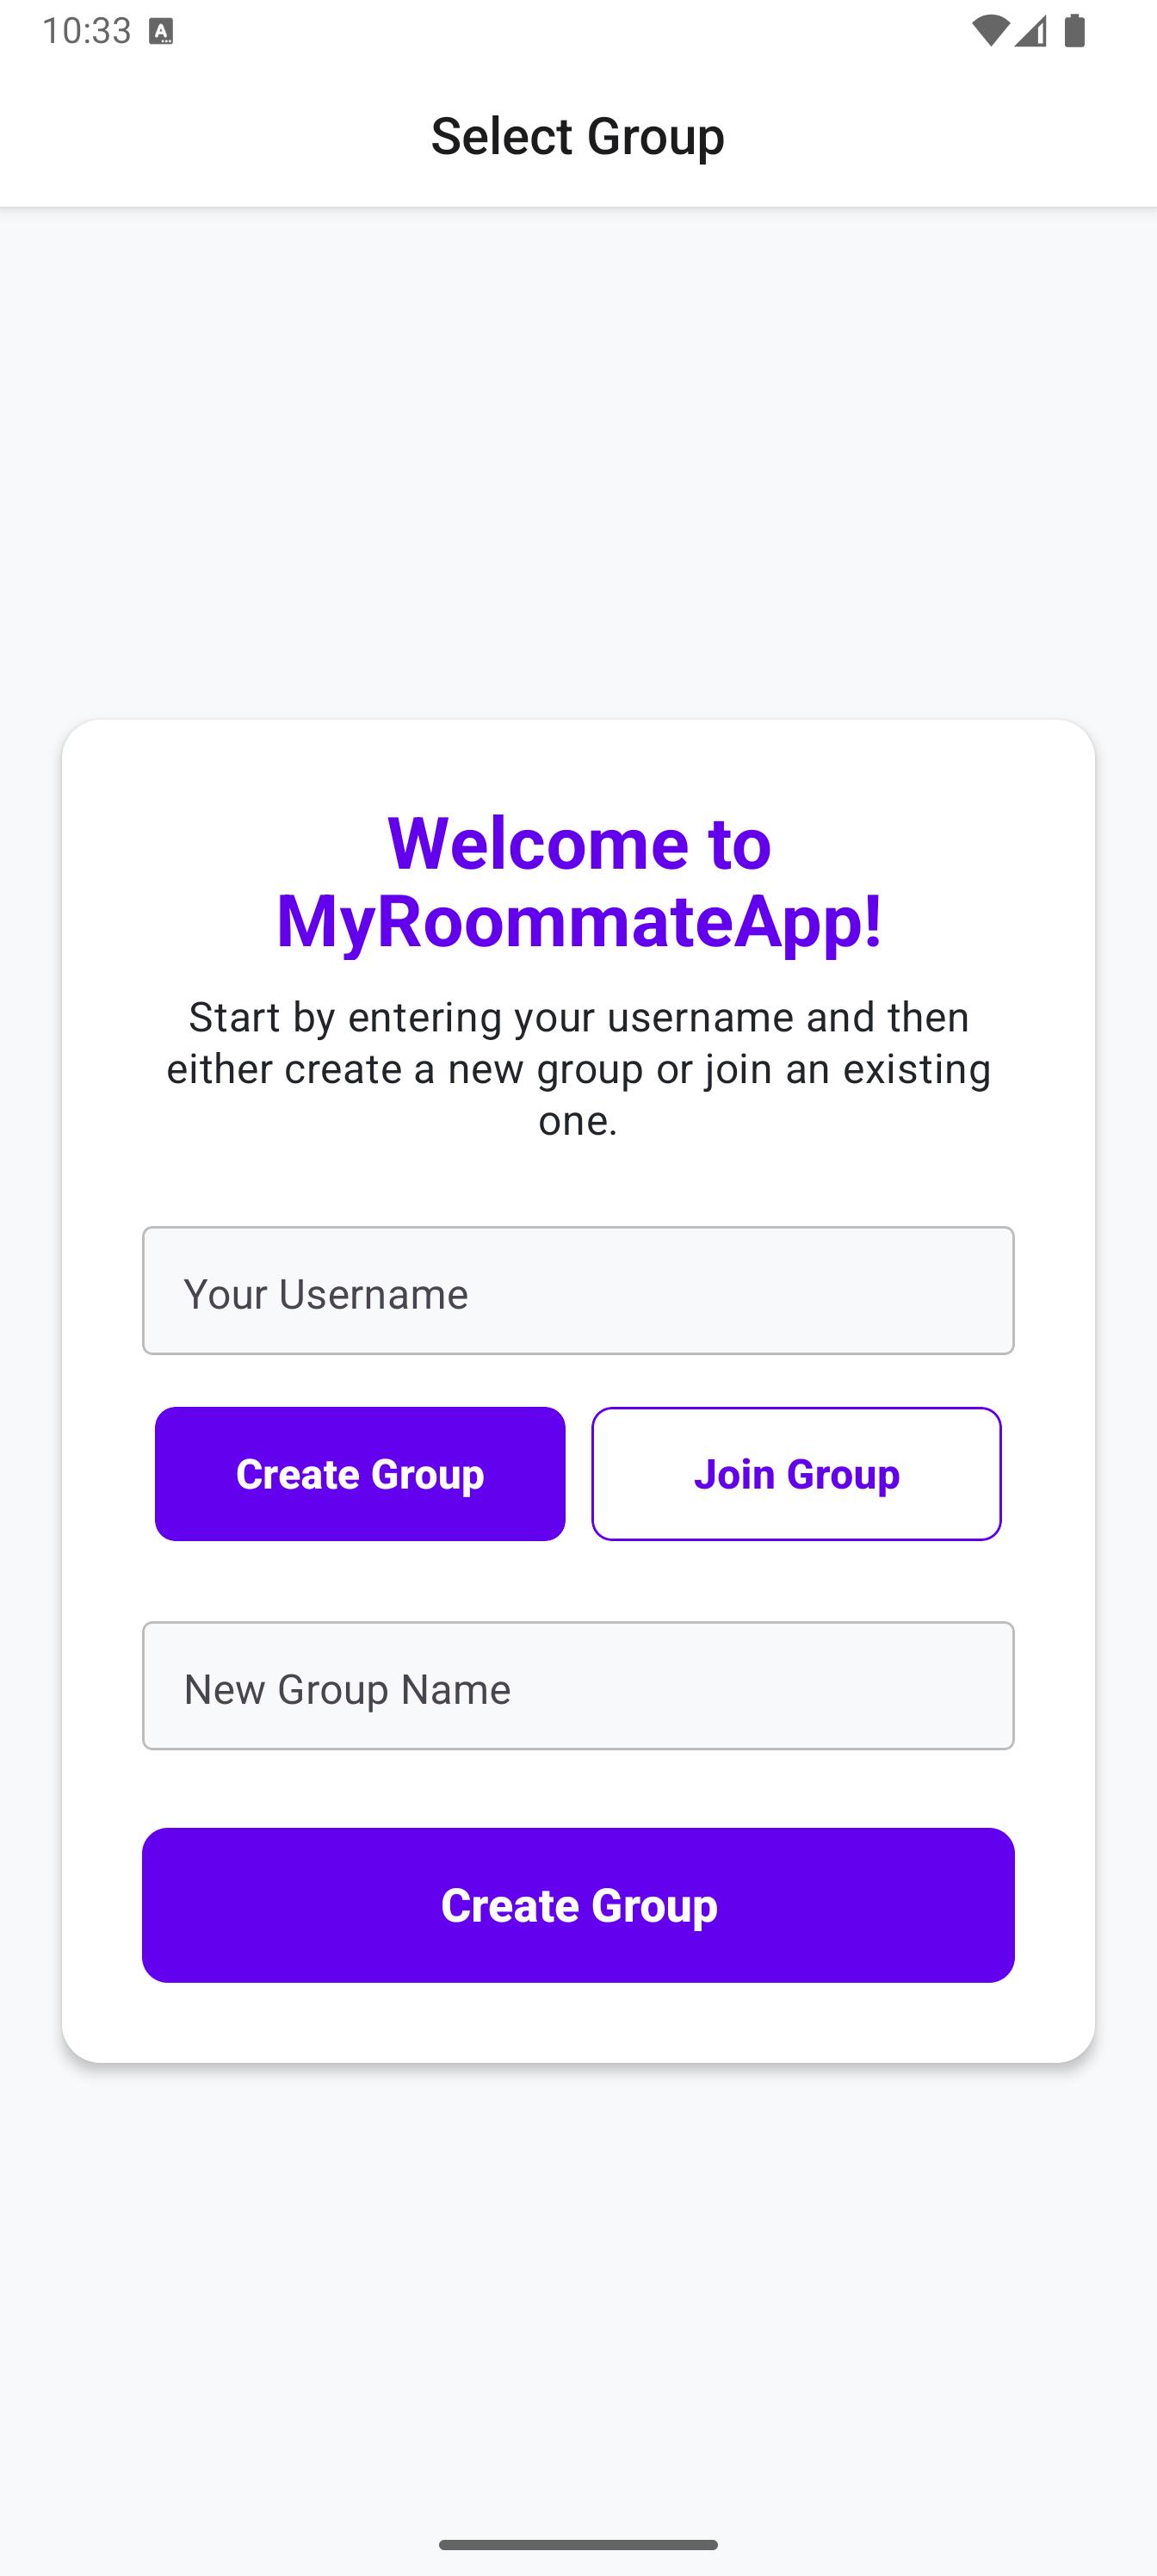 10:33
Select Group
Welcome to
MyRoommateApp!
Start by entering your username and then
either create a new group or join an existing
one.
Your Username
Create Group
Join Group
New Group Name
Create Group